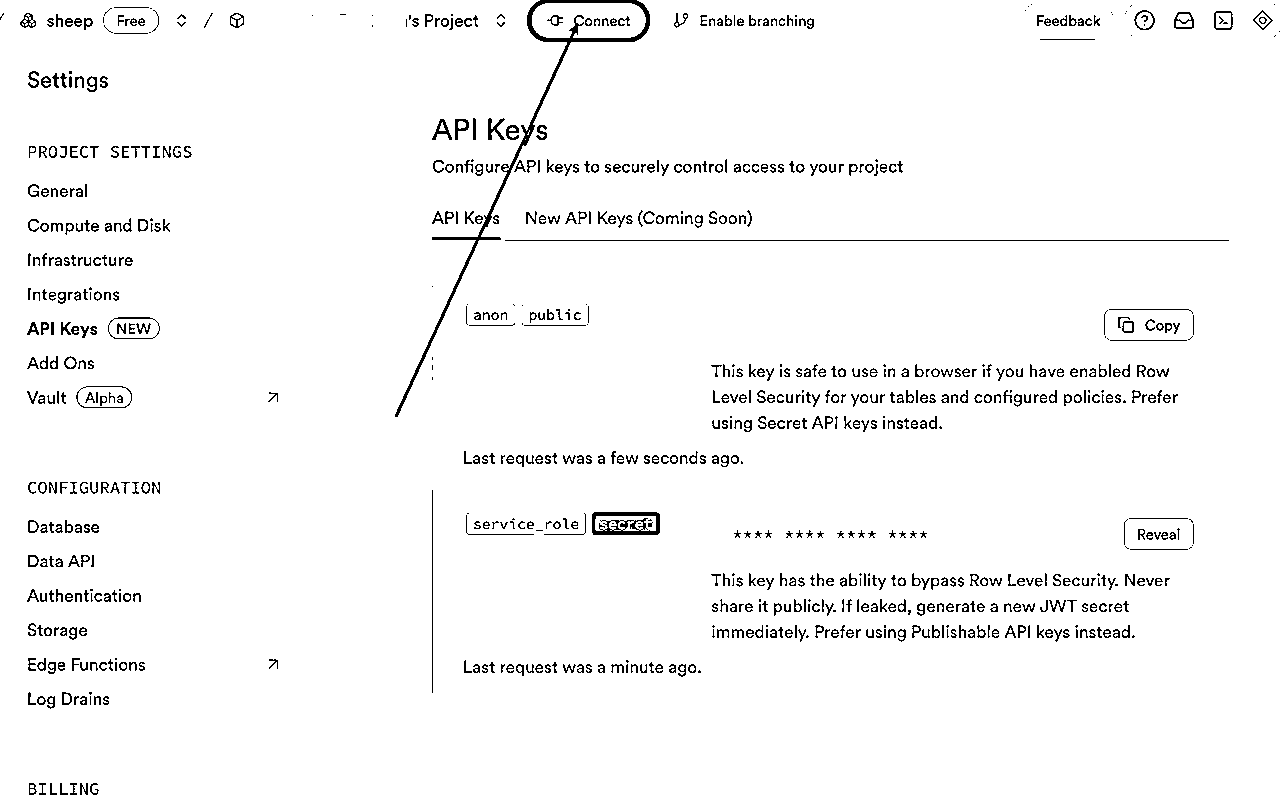 / sheep Free / 's Project Connect Enable branching Feedback
Settings
PROJECT SETTINGS
General
Compute and Disk
Infrastructure
Integrations
API Keys NEW
Add Ons
Vault Alpha
CONFIGURATION
Database
Data API
Authentication
Storage
Edge Functions
Log Drains
BILLING
API Keys
Configure API keys to securely control access to your project
API Keys New API Keys (Coming Soon)
anon public
Copy
This key is safe to use in a browser if you have enabled Row
Level Security for your tables and configured policies. Prefer
using Secret API keys instead.
Last request was a few seconds ago.
service_role secret
**** **** **** ****
Reveal
This key has the ability to bypass Row Level Security. Never
share it publicly. If leaked, generate a new JWT secret
immediately. Prefer using Publishable API keys instead.
Last request was a minute ago.